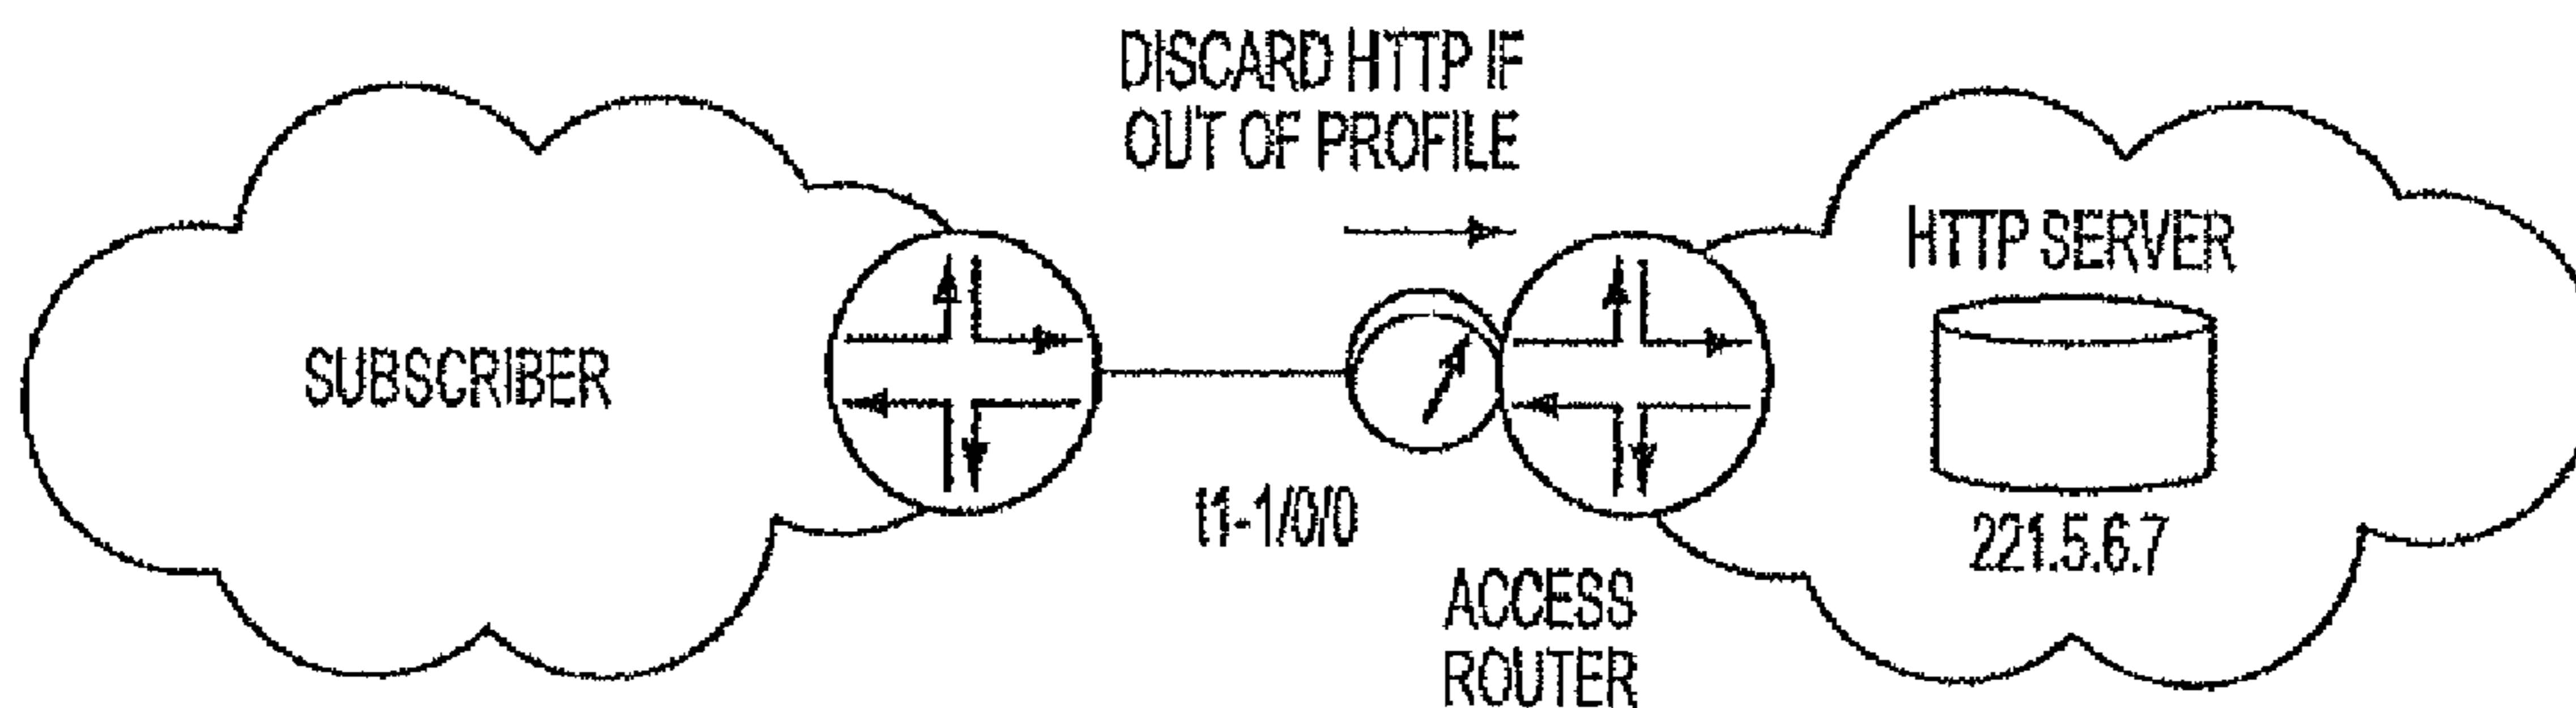 DISCARD HTTP IF
OUT OF PROFILE
HTTP SERVER
SUBSCRIBER
t1-1/0/0
221.5.6.7
ACCESS
ROUTER